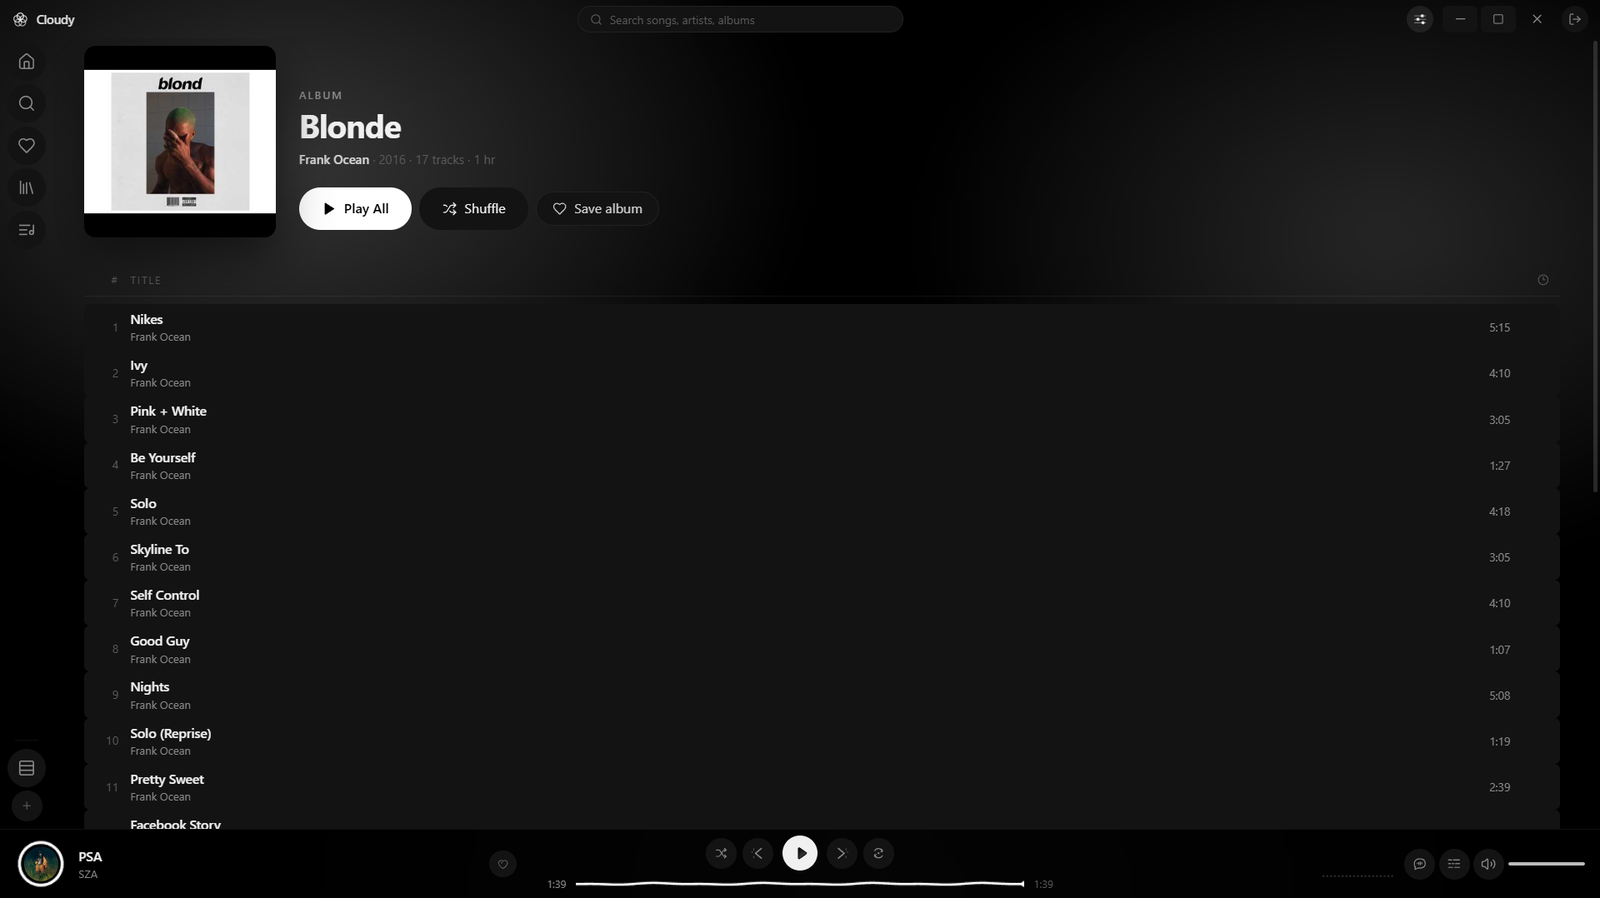 Cloudy
Search songs, artists, albums
blond
ALBUM
Blonde
Frank Ocean · 2016 · 17 tracks · 1 hr
Play All
Shuffle
Save album
# TITLE
1 Nikes 5:15
Frank Ocean
2 Ivy 4:10
Frank Ocean
3 Pink + White 3:05
Frank Ocean
4 Be Yourself 1:27
Frank Ocean
5 Solo 4:18
Frank Ocean
6 Skyline To 3:05
Frank Ocean
7 Self Control 4:10
Frank Ocean
8 Good Guy 1:07
Frank Ocean
9 Nights 5:08
Frank Ocean
10 Solo (Reprise) 1:19
Frank Ocean
11 Pretty Sweet 2:39
Frank Ocean
Facebook Story
PSA
SZA
1:39 1:39